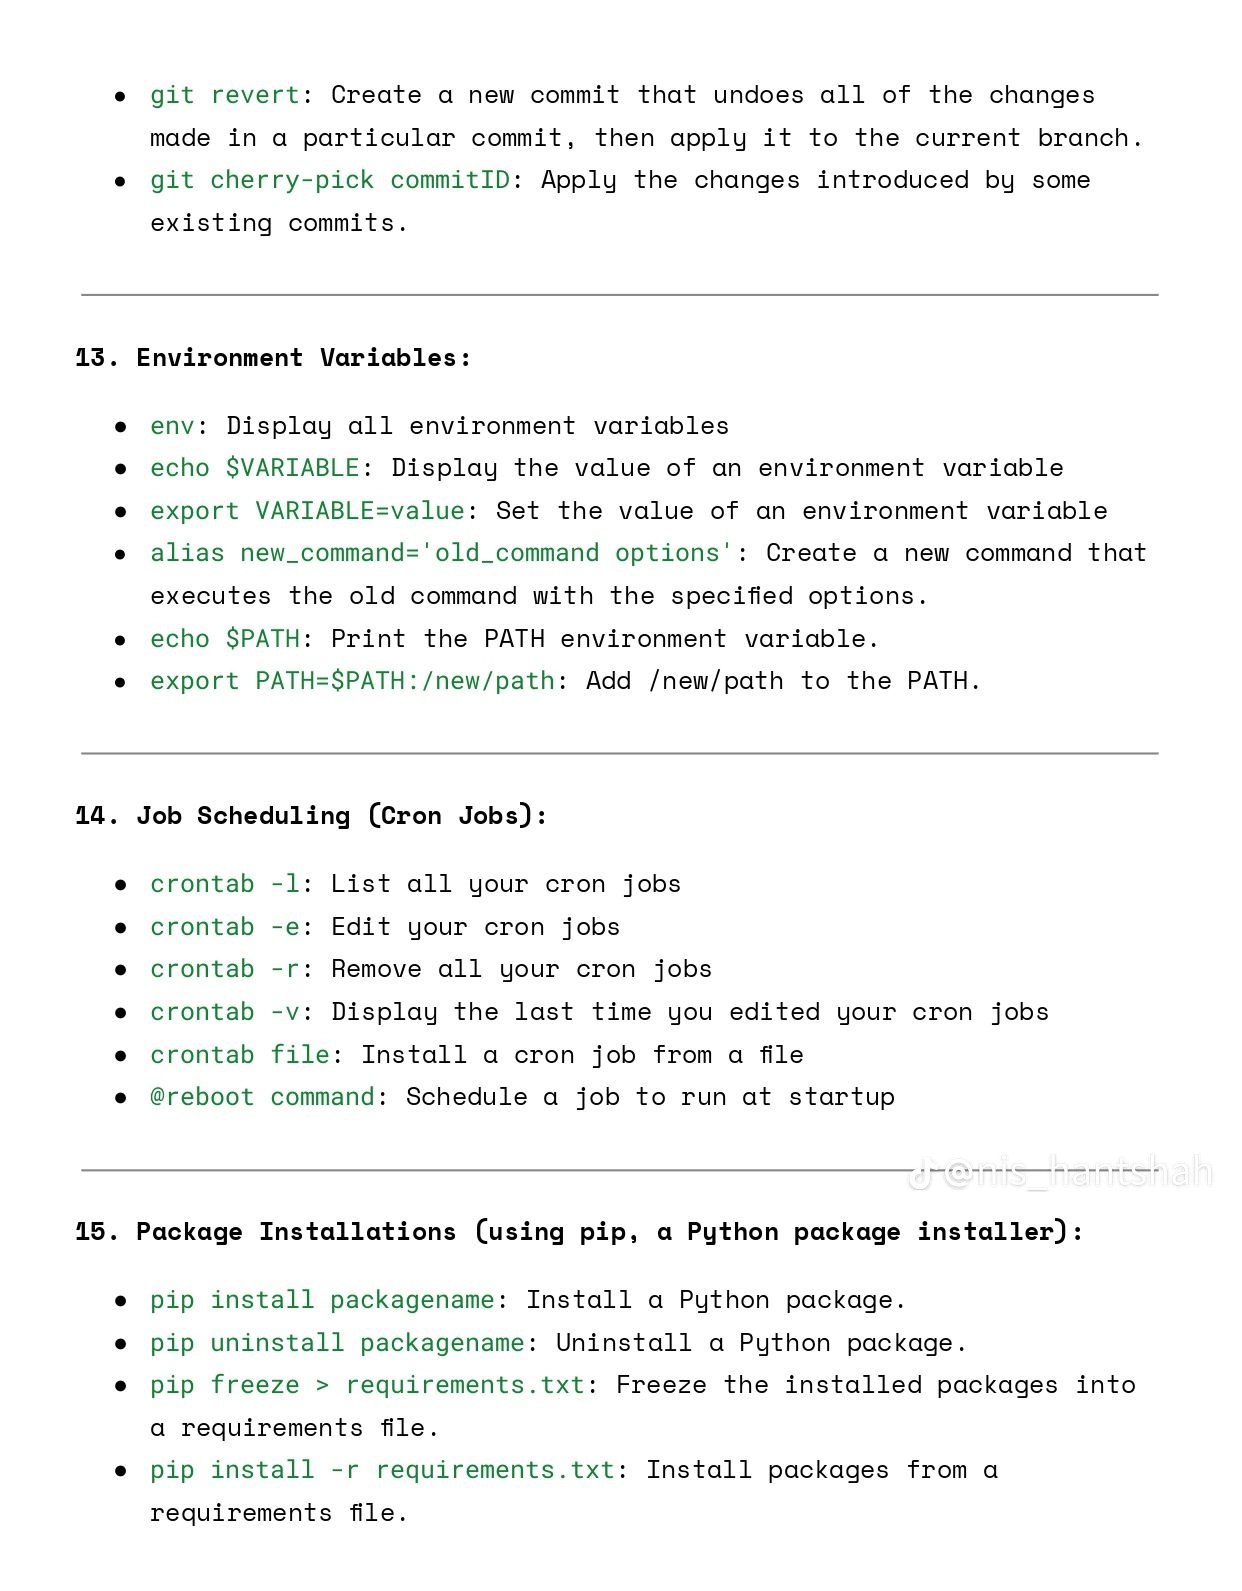 • git revert: Create a new commit that undoes all of the changes
made in a particular commit, then apply it to the current branch.
• git cherry-pick commitID: Apply the changes introduced by some
existing commits.
13. Environment Variables:
• env: Display all environment variables
• echo $VARIABLE: Display the value of an environment variable
• export VARIABLE=value: Set the value of an environment variable
• alias new_command='old_command options': Create a new command that
executes the old command with the specified options.
• echo $PATH: Print the PATH environment variable.
• export PATH=$PATH:/new/path: Add /new/path to the PATH.
14. Job Scheduling (Cron Jobs):
• crontab -l: List all your cron jobs
• crontab -e: Edit your cron jobs
• crontab -r: Remove all your cron jobs
• crontab -v: Display the last time you edited your cron jobs
• crontab file: Install a cron job from a file
• @reboot command: Schedule a job to run at startup
@nis_hantshah
15. Package Installations (using pip, a Python package installer):
• pip install packagename: Install a Python package.
• pip uninstall packagename: Uninstall a Python package.
• pip freeze > requirements.txt: Freeze the installed packages into
a requirements file.
• pip install -r requirements.txt: Install packages from a
requirements file.